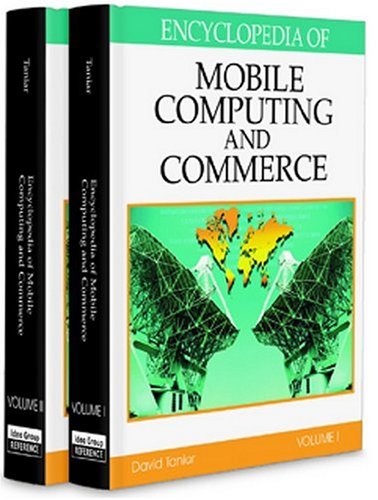 Taniar
Encyclopedia of Mobile
Computing and Commerce
VOLUME II
Idea Group
REFERENCE
Taniar
Encyclopedia of Mobile
Computing and Commerce
VOLUME I
Idea Group
REFERENCE
ENCYCLOPEDIA OF
MOBILE
COMPUTING
AND
COMMERCE
David Taniar
VOLUME I